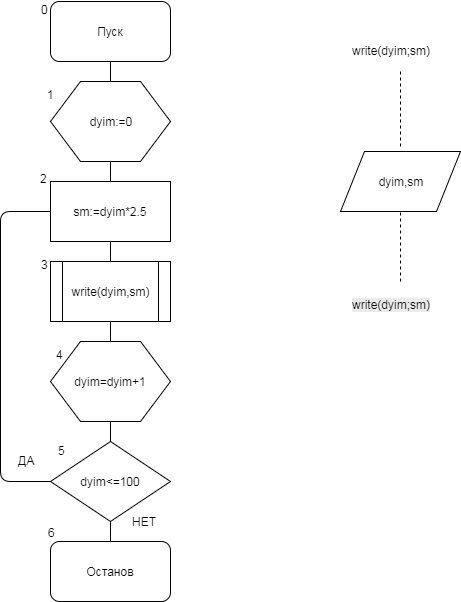 0
Пуск
1
dyim:=0
2
sm:=dyim*2.5
3
write(dyim,sm)
4
dyim=dyim+1
5
dyim<=100
ДА
НЕТ
6
Останов
write(dyim;sm)
dyim,sm
write(dyim;sm)